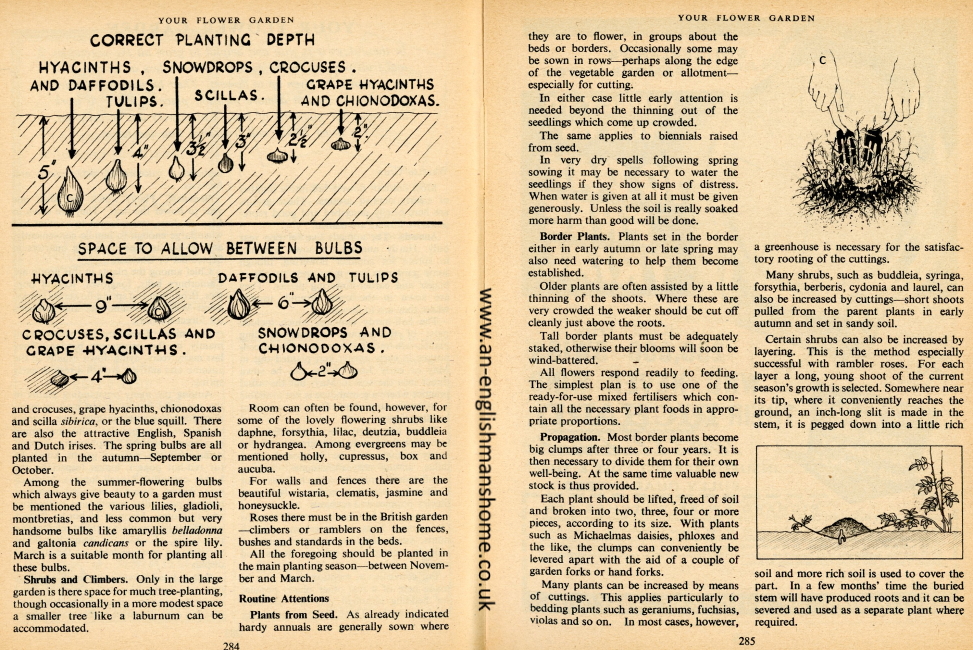 YOUR FLOWER GARDEN
CORRECT PLANTING DEPTH
HYACINTHS, SNOWDROPS, CROCUSES.
AND DAFFODILS.
TULIPS.
SCILLAS.
GRAPE HYACINTHS
AND CHIONODOXAS.
5" 4" 3½" 3" 2½" 2"
C
SPACE TO ALLOW BETWEEN BULBS
HYACINTHS
9"
DAFFODILS AND TULIPS
6"
CROCUSES, SCILLAS AND
GRAPE HYACINTHS.
4"
SNOWDROPS AND
CHIONODOXAS.
2"
and crocuses, grape hyacinths, chionodoxas
and scilla sibirica, or the blue squill. There
are also the attractive English, Spanish
and Dutch irises. The spring bulbs are all
planted in the autumn—September or
October.
Among the summer-flowering bulbs
which always give beauty to a garden must
be mentioned the various lilies, gladioli,
montbretias, and less common but very
handsome bulbs like amaryllis belladonna
and galtonia candicans or the spire lily.
March is a suitable month for planting all
these bulbs.
Shrubs and Climbers. Only in the large
garden is there space for much tree-planting,
though occasionally in a more modest space
a smaller tree like a laburnum can be
accommodated.
Room can often be found, however, for
some of the lovely flowering shrubs like
daphne, forsythia, lilac, deutzia, buddleia
or hydrangea. Among evergreens may be
mentioned holly, cupressus, box and
aucuba.
For walls and fences there are the
beautiful wistaria, clematis, jasmine and
honeysuckle.
Roses there must be in the British garden
—climbers or ramblers on the fences,
bushes and standards in the beds.
All the foregoing should be planted in
the main planting season—between Novem-
ber and March.
Routine Attentions
Plants from Seed. As already indicated
hardy annuals are generally sown where
284
www.an-englishmanshome.co.uk
YOUR FLOWER GARDEN
they are to flower, in groups about the
beds or borders. Occasionally some may
be sown in rows—perhaps along the edge
of the vegetable garden or allotment—
especially for cutting.
In either case little early attention is
needed beyond the thinning out of the
seedlings which come up crowded.
The same applies to biennials raised
from seed.
In very dry spells following spring
sowing it may be necessary to water the
seedlings if they show signs of distress.
When water is given at all it must be given
generously. Unless the soil is really soaked
more harm than good will be done.
Border Plants. Plants set in the border
either in early autumn or late spring may
also need watering to help them become
established.
Older plants are often assisted by a little
thinning of the shoots. Where these are
very crowded the weaker should be cut off
cleanly just above the roots.
Tall border plants must be adequately
staked, otherwise their blooms will soon be
wind-battered.
All flowers respond readily to feeding.
The simplest plan is to use one of the
ready-for-use mixed fertilisers which con-
tain all the necessary plant foods in appro-
priate proportions.
Propagation. Most border plants become
big clumps after three or four years. It is
then necessary to divide them for their own
well-being. At the same time valuable new
stock is thus provided.
Each plant should be lifted, freed of soil
and broken into two, three, four or more
pieces, according to its size. With plants
such as Michaelmas daisies, phloxes and
the like, the clumps can conveniently be
levered apart with the aid of a couple of
garden forks or hand forks.
Many plants can be increased by means
of cuttings. This applies particularly to
bedding plants such as geraniums, fuchsias,
violas and so on. In most cases, however,
C
a greenhouse is necessary for the satisfac-
tory rooting of the cuttings.
Many shrubs, such as buddleia, syringa,
forsythia, berberis, cydonia and laurel, can
also be increased by cuttings—short shoots
pulled from the parent plants in early
autumn and set in sandy soil.
Certain shrubs can also be increased by
layering. This is the method especially
successful with rambler roses. For each
layer a long, young shoot of the current
season's growth is selected. Somewhere near
its tip, where it conveniently reaches the
ground, an inch-long slit is made in the
stem, it is pegged down into a little rich
soil and more rich soil is used to cover the
part. In a few months' time the buried
stem will have produced roots and it can be
severed and used as a separate plant where
required.
285